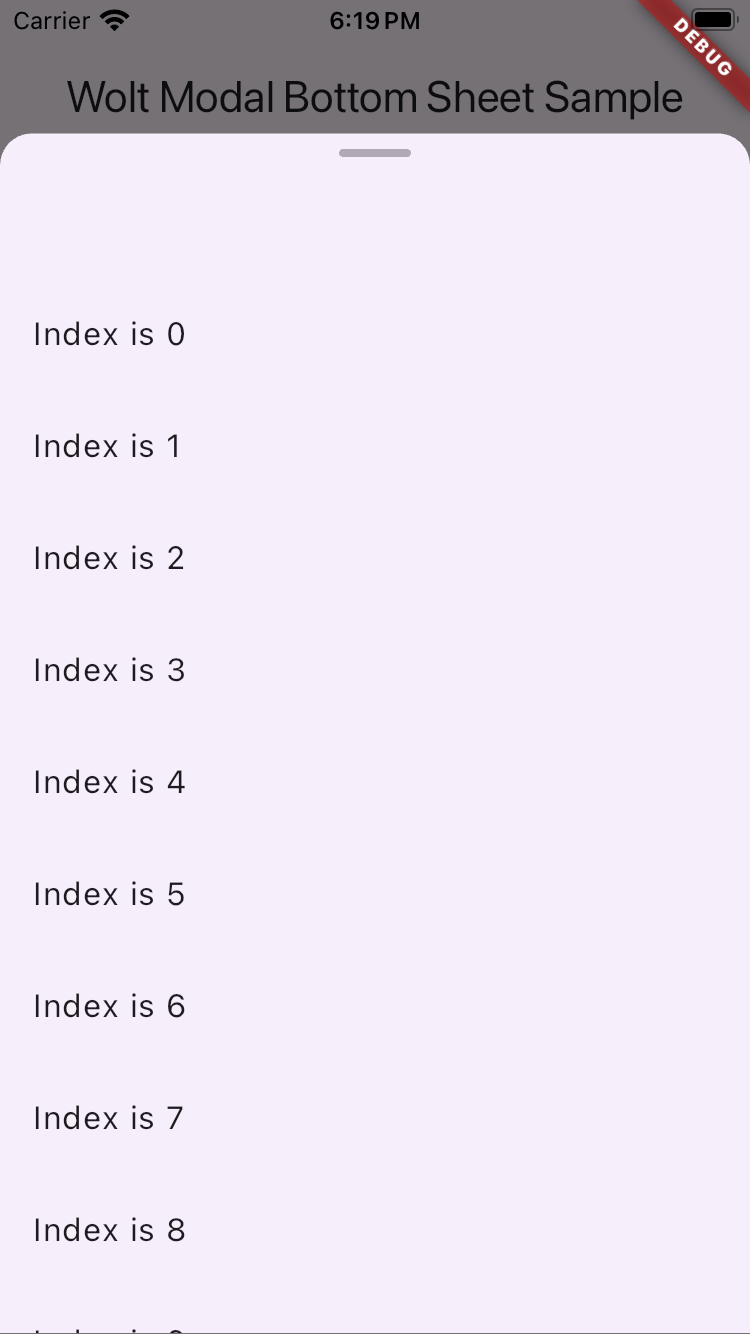 Carrier 6:19 PM
DEBUG
Wolt Modal Bottom Sheet Sample
Index is 0
Index is 1
Index is 2
Index is 3
Index is 4
Index is 5
Index is 6
Index is 7
Index is 8